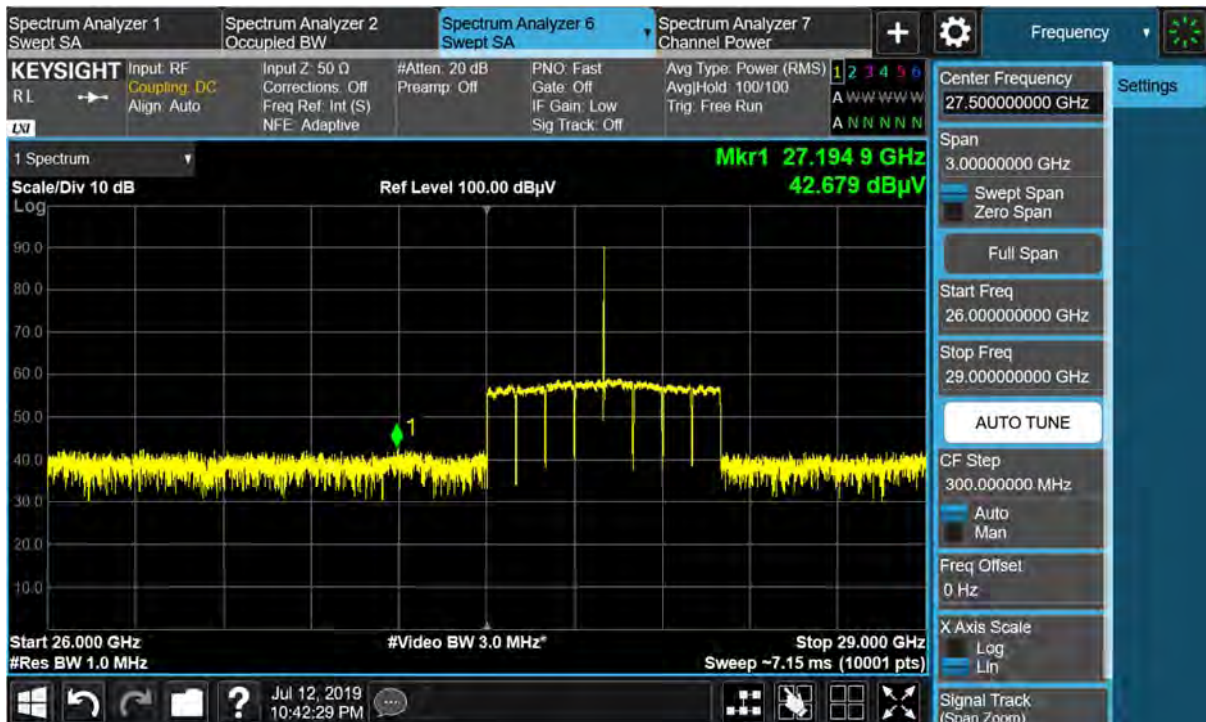 Spectrum Analyzer 1
Swept SA
Spectrum Analyzer 2
Occupied BW
Spectrum Analyzer 6
Swept SA
Spectrum Analyzer 7
Channel Power
+
Frequency
KEYSIGHT
RL
LXI
Input: RF
Coupling: DC
Align: Auto
Input Z: 50 Ω
Corrections: Off
Freq Ref: Int (S)
NFE: Adaptive
#Atten: 20 dB
Preamp: Off
PNO: Fast
Gate: Off
IF Gain: Low
Sig Track: Off
Avg Type: Power (RMS)
Avg|Hold: 100/100
Trig: Free Run
1 2 3 4 5 6
A W W W W W
A N N N N N
1 Spectrum
Scale/Div 10 dB
Log
Ref Level 100.00 dBµV
Mkr1 27.194 9 GHz
42.679 dBµV
90.0
80.0
70.0
60.0
50.0
40.0
30.0
20.0
10.0
1
Start 26.000 GHz
#Res BW 1.0 MHz
#Video BW 3.0 MHz*
Stop 29.000 GHz
Sweep ~7.15 ms (10001 pts)
Center Frequency
27.500000000 GHz
Span
3.00000000 GHz
Swept Span
Zero Span
Full Span
Start Freq
26.000000000 GHz
Stop Freq
29.000000000 GHz
AUTO TUNE
CF Step
300.000000 MHz
Auto
Man
Freq Offset
0 Hz
X Axis Scale
Log
Lin
Signal Track
(Span Zoom)
Settings
?
Jul 12, 2019
10:42:29 PM